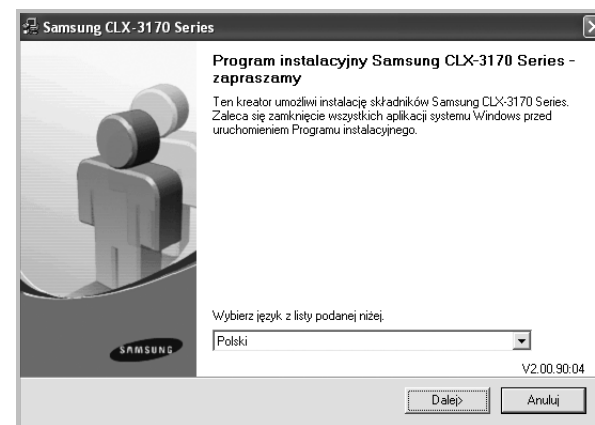 Samsung CLX-3170 Series
Program instalacyjny Samsung CLX-3170 Series -
zapraszamy
Ten kreator umożliwi instalację składników Samsung CLX-3170 Series.
Zaleca się zamknięcie wszystkich aplikacji systemu Windows przed
uruchomieniem Programu instalacyjnego.
Wybierz język z listy podanej niżej.
Polski
SAMSUNG
V2.00.90:04
Dalej>
Anuluj